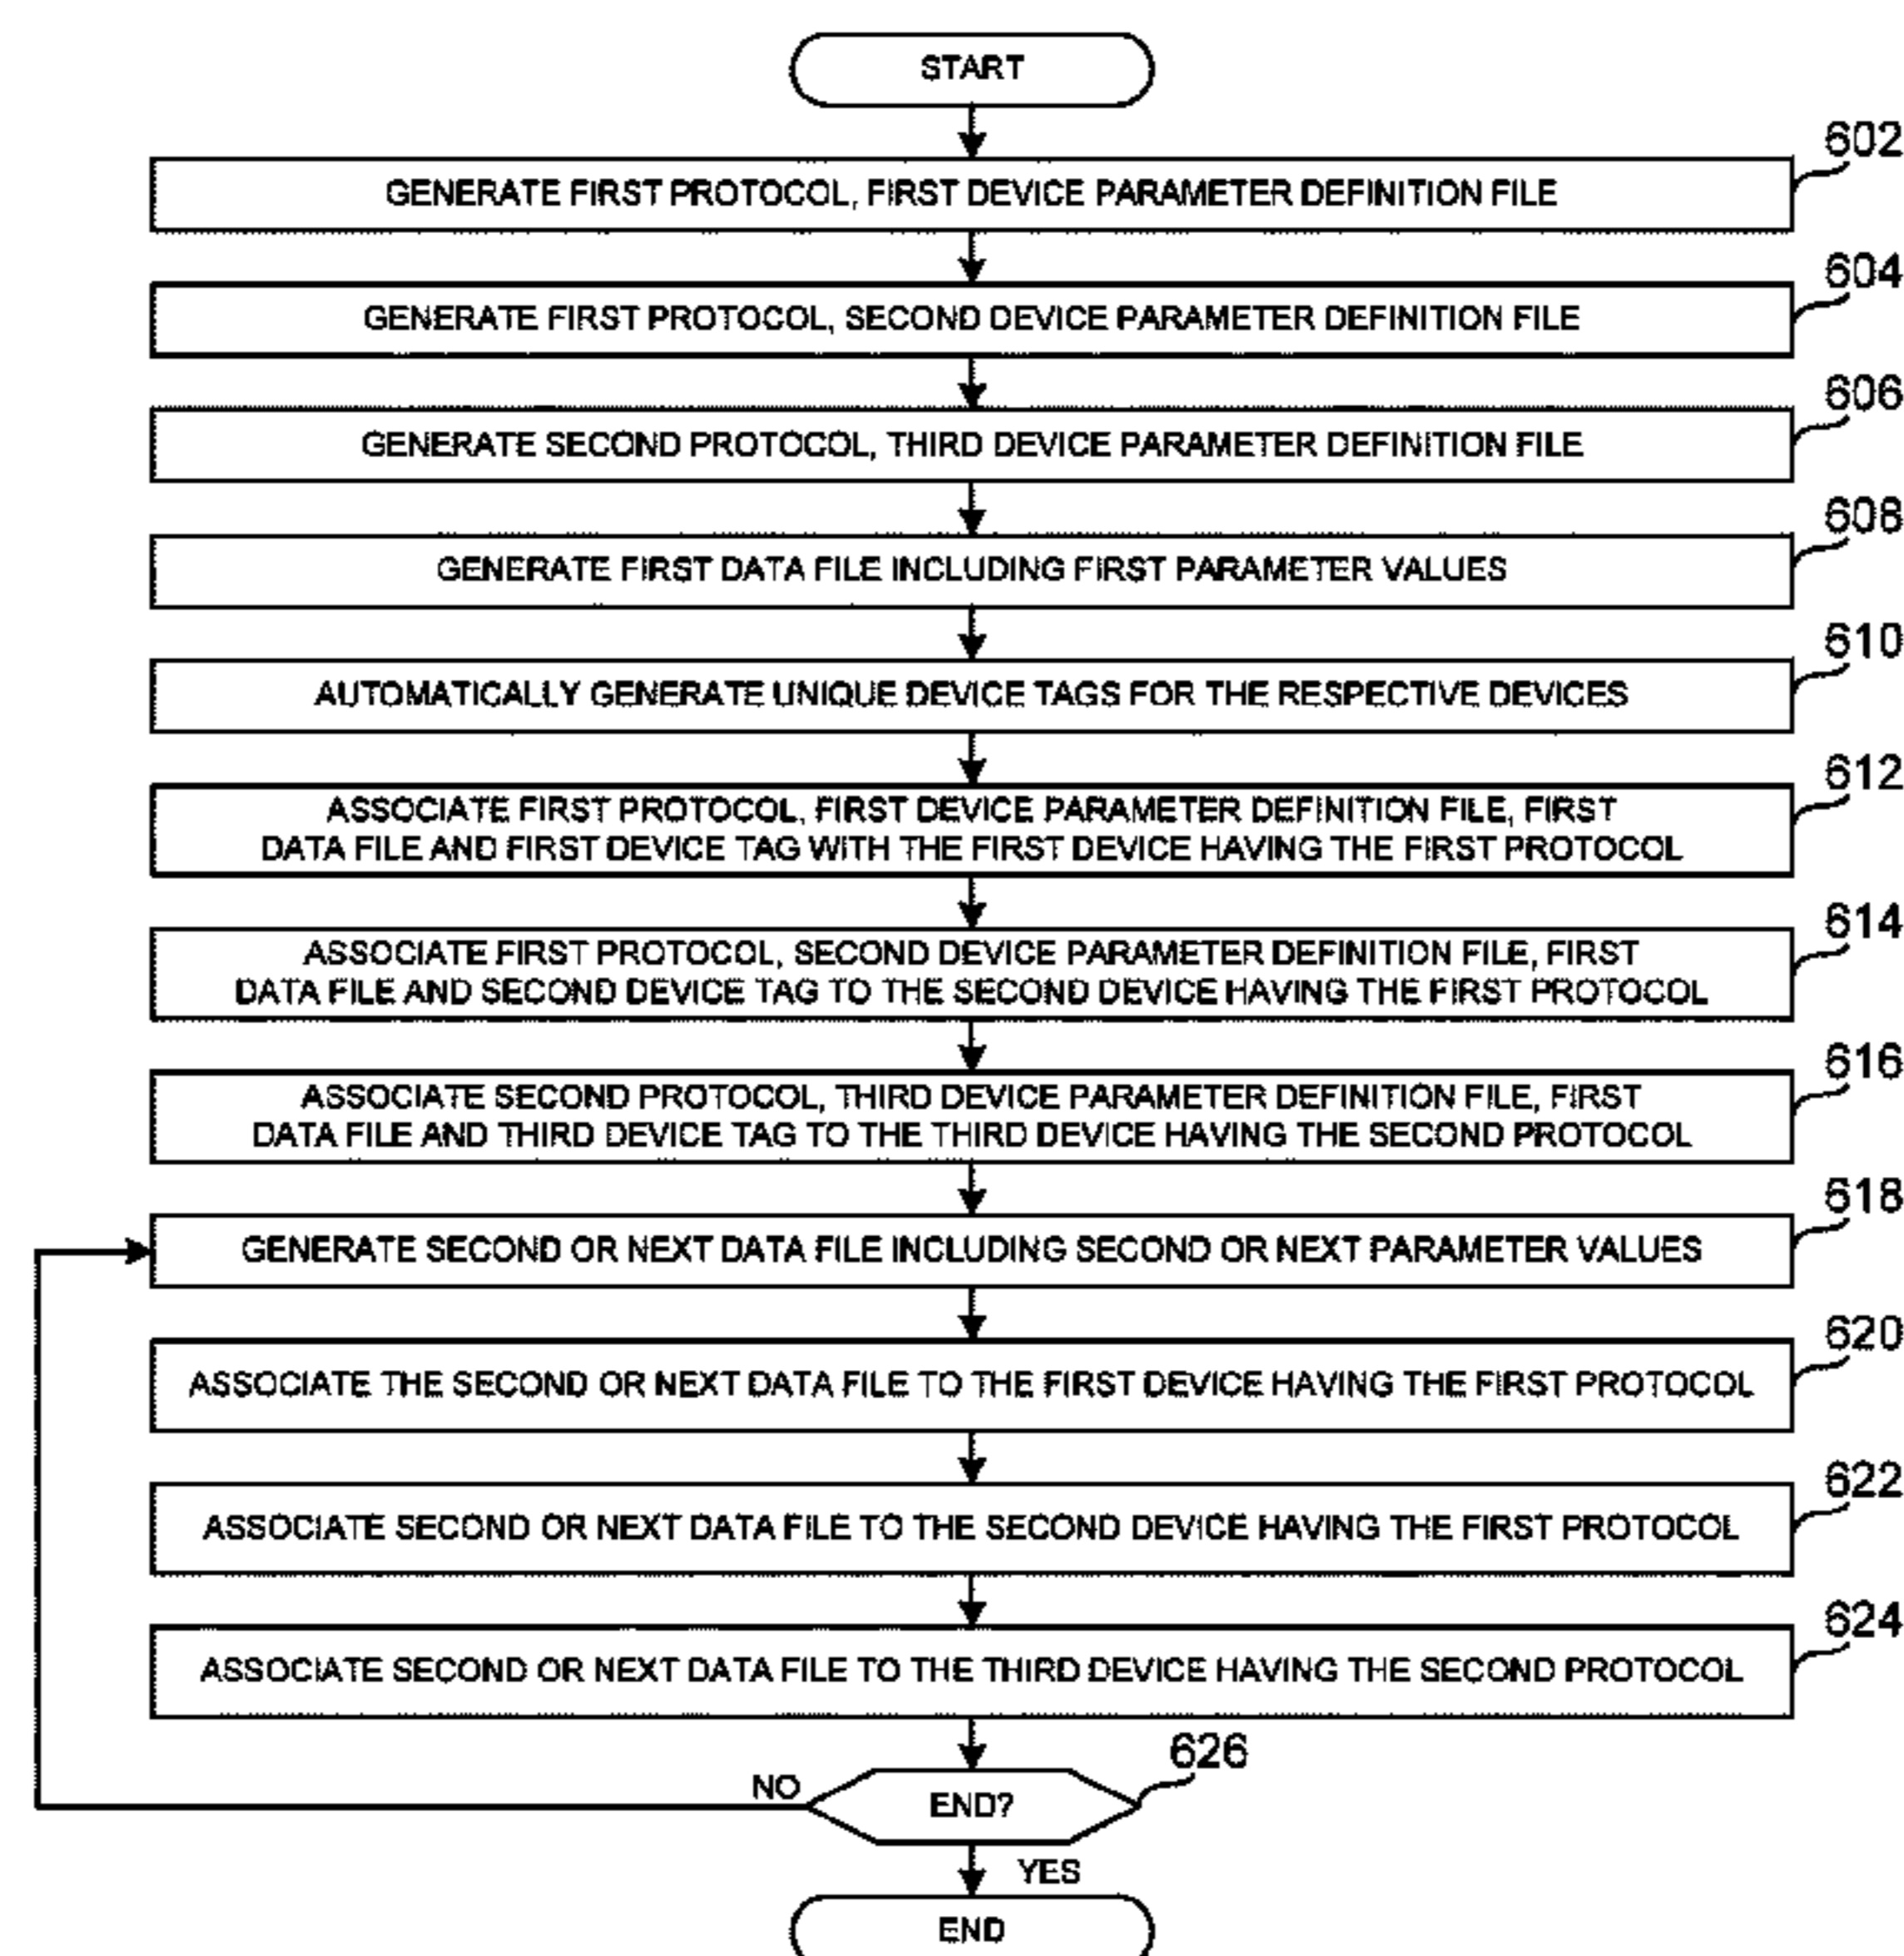 START
602
GENERATE FIRST PROTOCOL, FIRST DEVICE PARAMETER DEFINITION FILE
604
GENERATE FIRST PROTOCOL, SECOND DEVICE PARAMETER DEFINITION FILE
606
GENERATE SECOND PROTOCOL, THIRD DEVICE PARAMETER DEFINITION FILE
608
GENERATE FIRST DATA FILE INCLUDING FIRST PARAMETER VALUES
610
AUTOMATICALLY GENERATE UNIQUE DEVICE TAGS FOR THE RESPECTIVE DEVICES
612
ASSOCIATE FIRST PROTOCOL, FIRST DEVICE PARAMETER DEFINITION FILE, FIRST
DATA FILE AND FIRST DEVICE TAG WITH THE FIRST DEVICE HAVING THE FIRST PROTOCOL
614
ASSOCIATE FIRST PROTOCOL, SECOND DEVICE PARAMETER DEFINITION FILE, FIRST
DATA FILE AND SECOND DEVICE TAG TO THE SECOND DEVICE HAVING THE FIRST PROTOCOL
616
ASSOCIATE SECOND PROTOCOL, THIRD DEVICE PARAMETER DEFINITION FILE, FIRST
DATA FILE AND THIRD DEVICE TAG TO THE THIRD DEVICE HAVING THE SECOND PROTOCOL
618
GENERATE SECOND OR NEXT DATA FILE INCLUDING SECOND OR NEXT PARAMETER VALUES
620
ASSOCIATE THE SECOND OR NEXT DATA FILE TO THE FIRST DEVICE HAVING THE FIRST PROTOCOL
622
ASSOCIATE SECOND OR NEXT DATA FILE TO THE SECOND DEVICE HAVING THE FIRST PROTOCOL
624
ASSOCIATE SECOND OR NEXT DATA FILE TO THE THIRD DEVICE HAVING THE SECOND PROTOCOL
626
NO
END?
YES
END